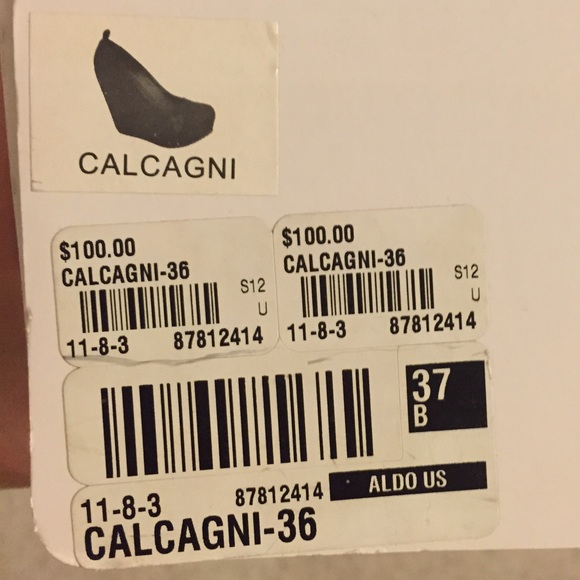 CALCAGNI
$100.00
CALCAGNI-36
S12
U
11-8-3 87812414
$100.00
CALCAGNI-36
S12
U
11-8-3 87812414
37
B
11-8-3 87812414 ALDO US
CALCAGNI-36